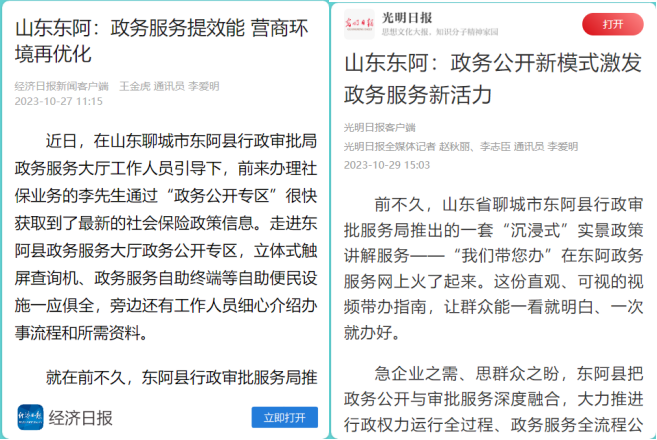 山东东阿：政务服务提效能 营商环
境再优化
经济日报新闻客户端 王金虎 通讯员 李爱明
2023-10-27 11:15
近日，在山东聊城市东阿县行政审批局
政务服务大厅工作人员引导下，前来办理社
保业务的李先生通过“政务公开专区”很快
获取到了最新的社会保险政策信息。走进东
阿县政务服务大厅政务公开专区，立体式触
屏查询机、政务服务自助终端等自助便民设
施一应俱全，旁边还有工作人员细心介绍办
事流程和所需资料。
就在前不久，东阿县行政审批服务局推
经济日报
经济日报
立即打开
光明日报
光明日报
思想文化大报、知识分子精神家园
打开
山东东阿：政务公开新模式激发
政务服务新活力
光明日报客户端
光明日报全媒体记者 赵秋丽、李志臣 通讯员 李爱明
2023-10-29 15:03
前不久，山东省聊城市东阿县行政审
批服务局推出的一套“沉浸式”实景政策
讲解服务——“我们带您办”在东阿政务
服务网上火了起来。这份直观、可视的视
频带办指南，让群众能一看就明白、一次
就办好。
急企业之需、思群众之盼，东阿县把
政务公开与审批服务深度融合，大力推进
行政权力运行全过程、政务服务全流程公